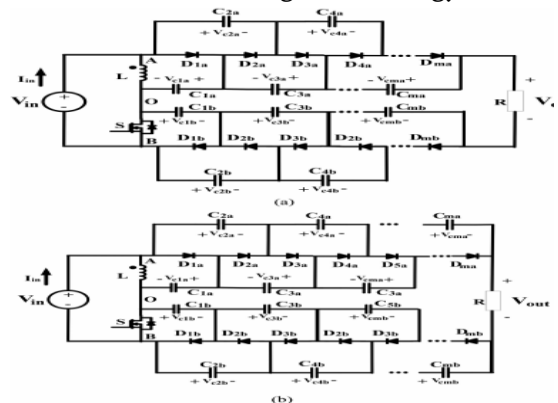 C2a C4a
+ Vc2a - + Vc4a -
A D1a D2a D3a D4a Dma
Iin L - Vc1a + - Vc3a + - Vcma +
Vin + - C1a C3a Cma R + -
O C1b C3b Cmb
S + Vc1b - + Vc3b - + Vcmb -
B D1b D2b D3b D2b Dmb
C2b C4b
+ Vc2b - + Vc4b -
(a)
C2a C4a Cma
+ Vc2a - + Vc4a - + Vcma -
A D1a D2a D3a D4a D5a Dma
Iin L - Vc1a + - Vc3a + - Vcma +
Vin + - C1a C3a C3a R + Vout -
O C1b C3b C5b
S + Vc1b - + Vc3b - + Vcmb -
B D1b D2b D3b D2b D3b Dmb
C2b C4b Cmb
+ Vc2b - + Vc4b - + Vcmb -
(b)